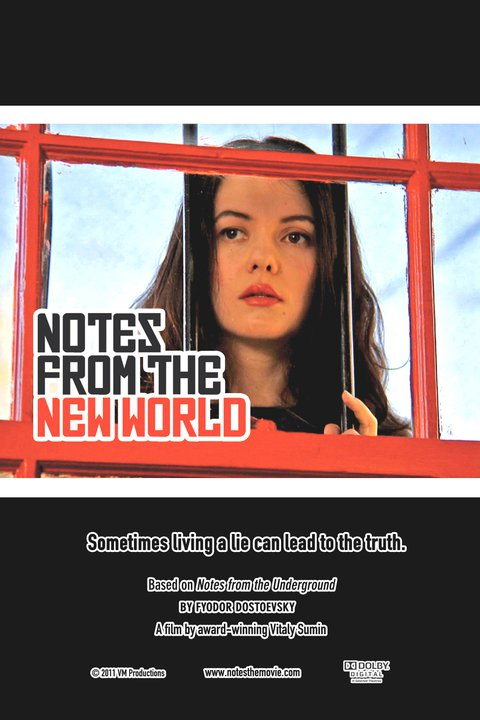 NOTES
FROM THE
NEW WORLD
Sometimes living a lie can lead to the truth.
Based on Notes from the Underground
BY FYODOR DOSTOEVSKY
A film by award-winning Vitaly Sumin
© 2011 VM Productions
www.notesthemovie.com
DOLBY
DIGITAL